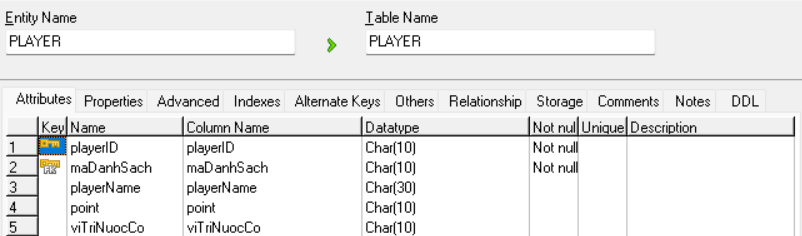 Entity Name Table Name
PLAYER PLAYER
Attributes Properties Advanced Indexes Alternate Keys Others Relationship Storage Comments Notes DDL
Key Name Column Name Datatype Not nul Unique Description
1 playerID playerID Char(10) Not null
2 FK maDanhSach maDanhSach Char(10) Not null
3 playerName playerName Char(30)
4 point point Char(10)
5 viTriNuocCo viTriNuocCo Char(10)